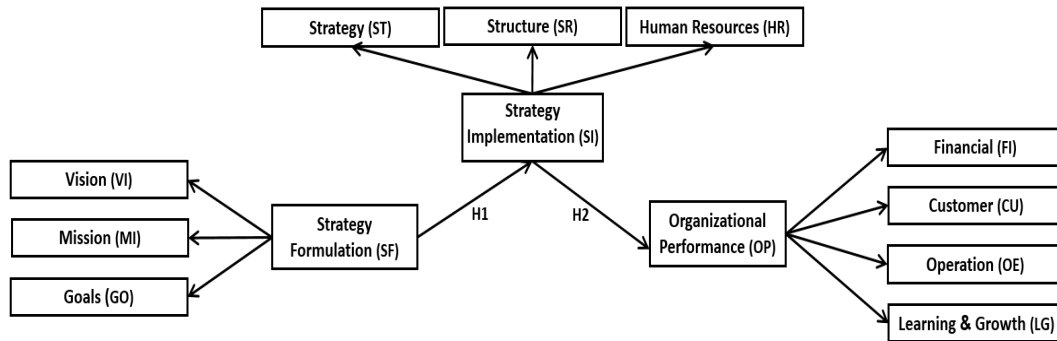 Strategy (ST)
Structure (SR)
Human Resources (HR)
Strategy
Implementation (SI)
Vision (VI)
Mission (MI)
Goals (GO)
Strategy
Formulation (SF)
H1
H2
Organizational
Performance (OP)
Financial (FI)
Customer (CU)
Operation (OE)
Learning & Growth (LG)